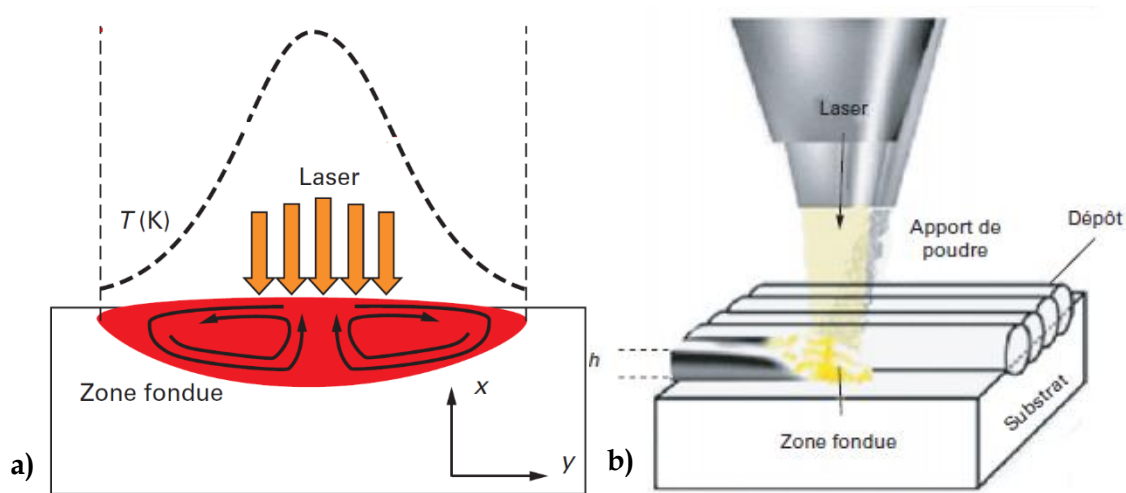 Laser
T (K)
Zone fondue
x
y
a)
Laser
Apport de
poudre
Dépôt
h
Substrat
Zone fondue
b)